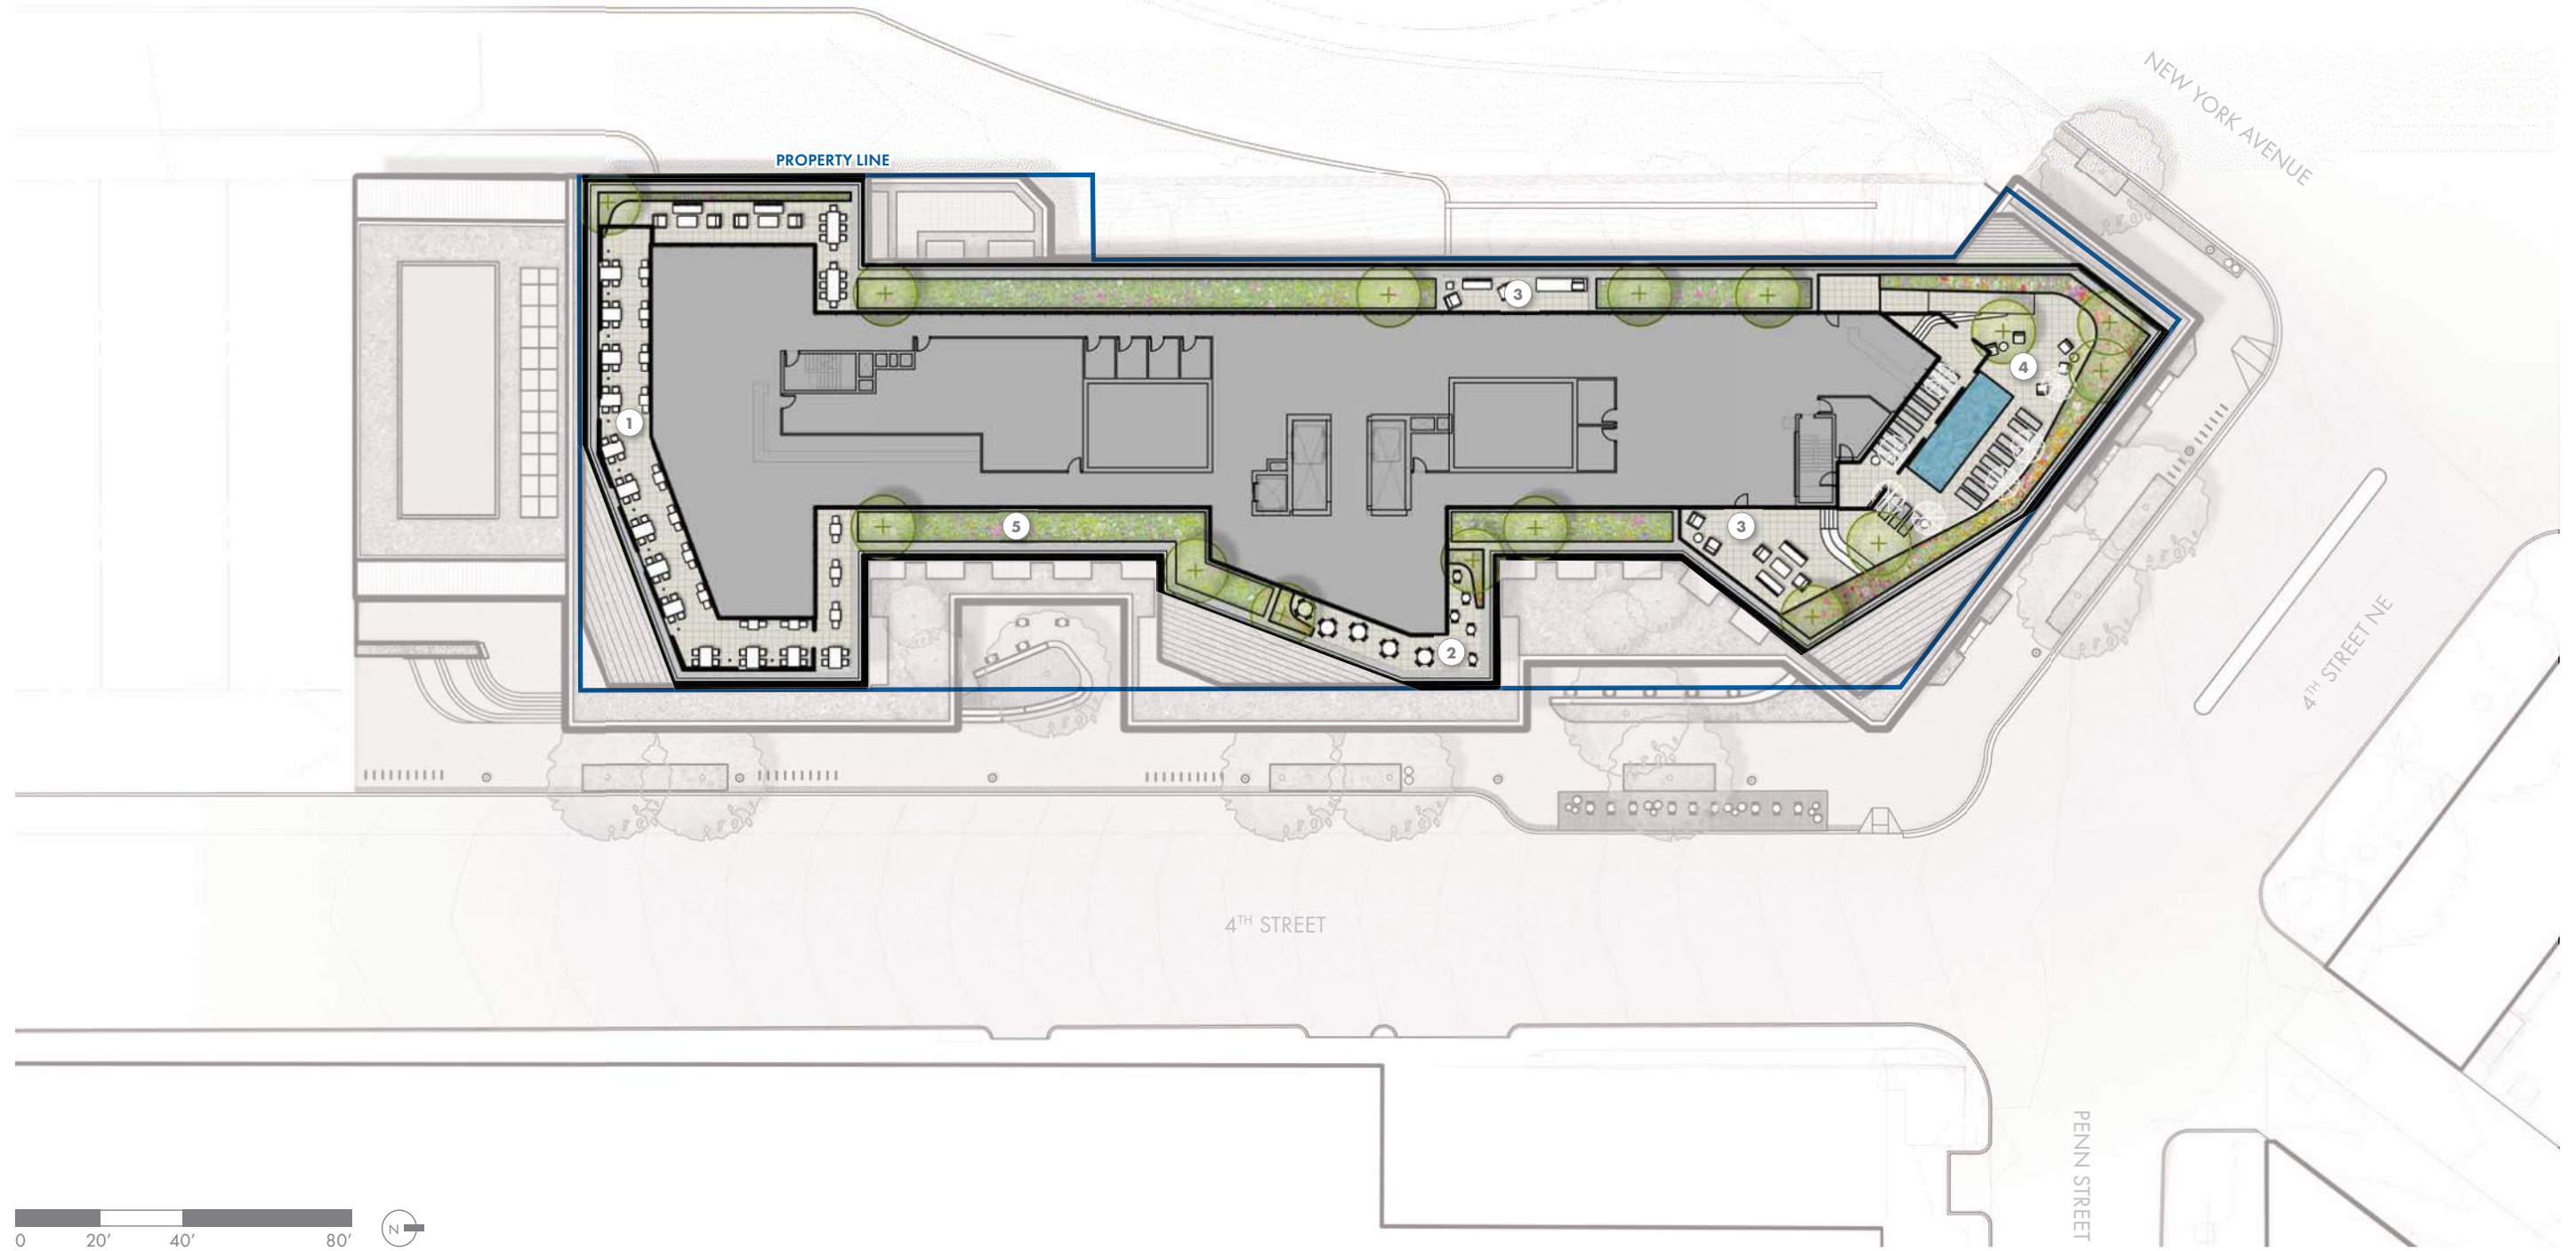 NEW YORK AVENUE
PROPERTY LINE
3
4
1
5
3
2
4TH STREET NE
4TH STREET
PENN STREET
0 20’ 40’ 80’
N